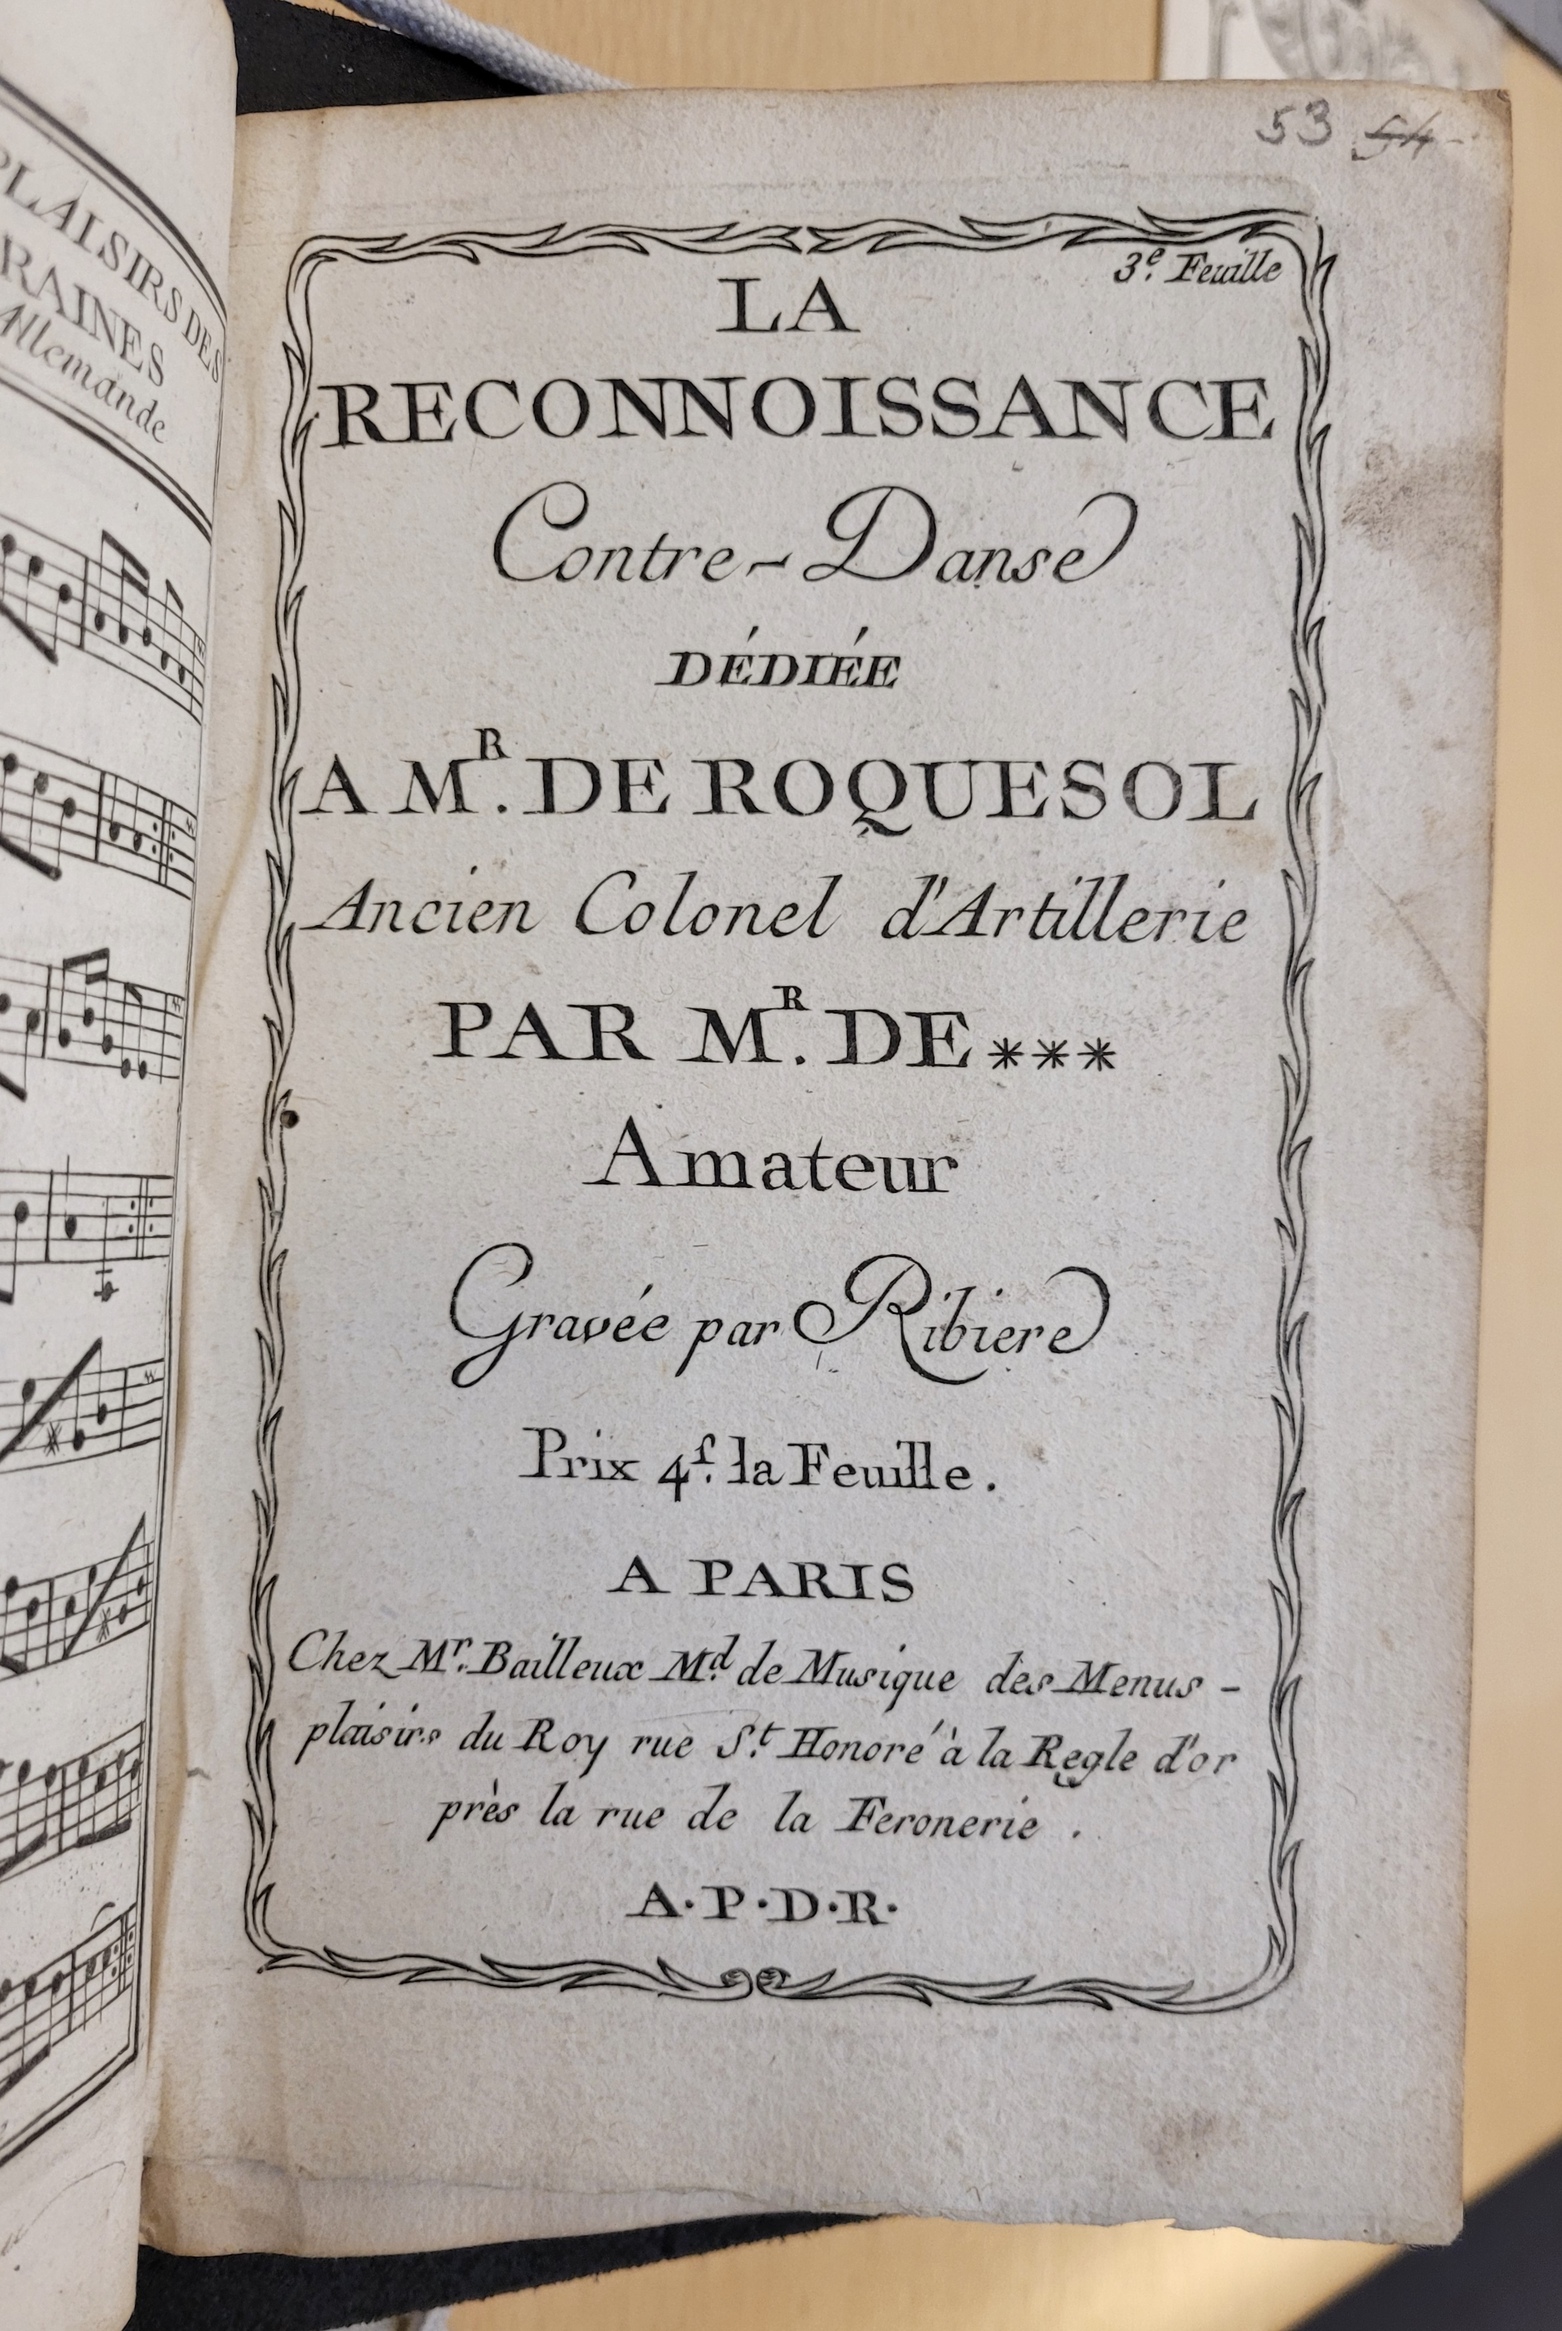 PLAISIRS DES
RAINES
Allemande
53 54
3e. Feuille
LA
RECONNOISSANCE
Contre-Danse
DÉDIÉE
A MR. DE ROQUESOL
Ancien Colonel d'Artillerie
PAR MR. DE ***
Amateur
Gravée par Ribiere
Prix 4f. la Feuille.
A PARIS
Chez Mr. Bailleux Md. de Musique des Menus-
plaisirs du Roy rue St. Honoré à la Regle d'or
près la rue de la Feronerie.
A.P.D.R.